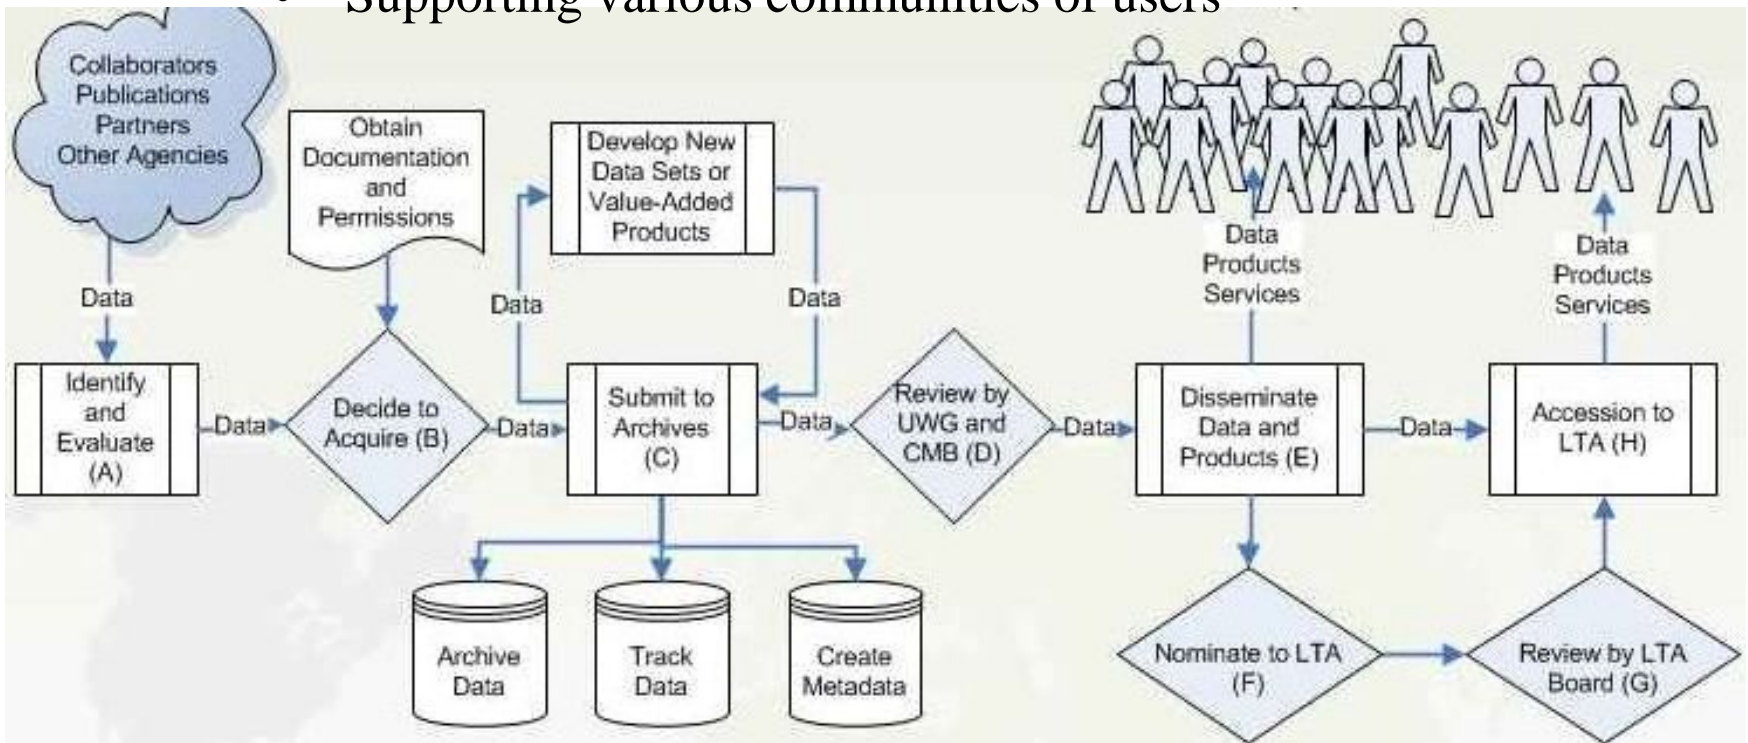 Supporting various communities of users
Collaborators
Publications
Partners
Other Agencies
Data
Identify
and
Evaluate
(A)
Data
Obtain
Documentation
and
Permissions
Decide to
Acquire (B)
Data
Develop New
Data Sets or
Value-Added
Products
Data
Data
Submit to
Archives
(C)
Archive
Data
Track
Data
Create
Metadata
Data
Review by
UWG and
CMB (D)
Data
Disseminate
Data and
Products (E)
Data
Products
Services
Data
Accession to
LTA (H)
Data
Products
Services
Nominate to LTA
(F)
Review by LTA
Board (G)